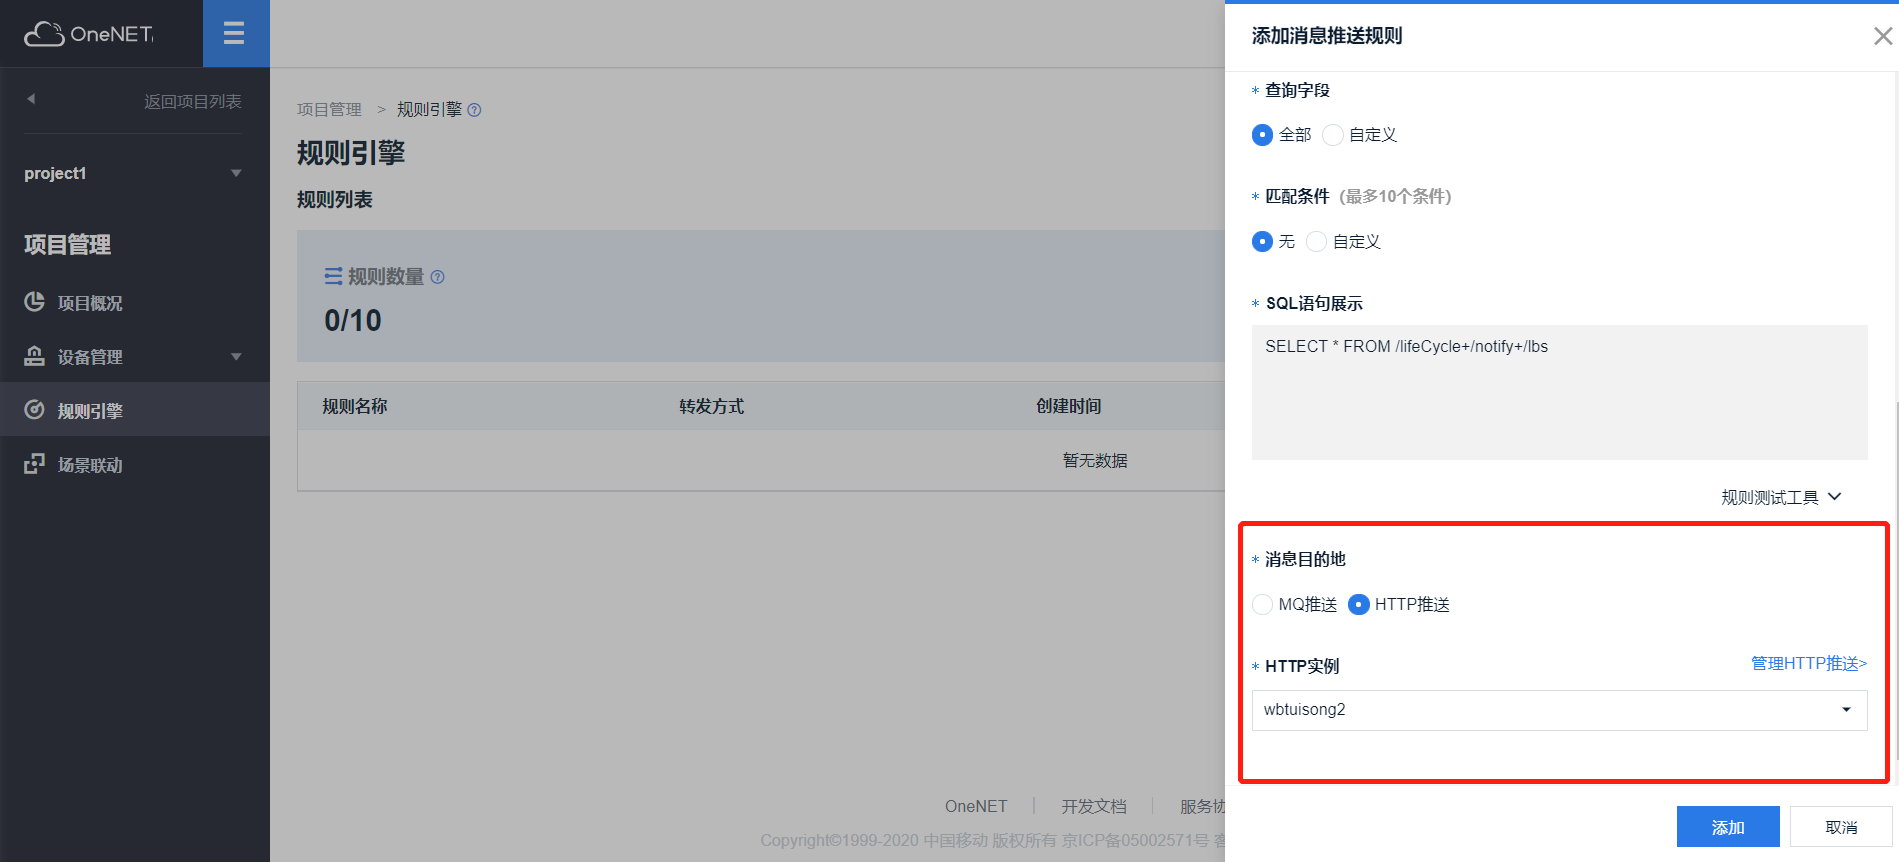 OneNET
返回项目列表
project1
项目管理
项目概况
设备管理
规则引擎
场景联动
项目管理 > 规则引擎 ?
规则引擎
规则列表
规则数量 ?
0/10
规则名称 转发方式 创建时间
暂无数据
OneNET | 开发文档 | 服务协
Copyright©1999-2020 中国移动 版权所有 京ICP备05002571号 客
添加消息推送规则
* 查询字段
全部 自定义
* 匹配条件 (最多10个条件)
无 自定义
* SQL语句展示
SELECT * FROM /lifeCycle+/notify+/lbs
规则测试工具
* 消息目的地
MQ推送 HTTP推送
* HTTP实例 管理HTTP推送>
wbtuisong2
添加 取消